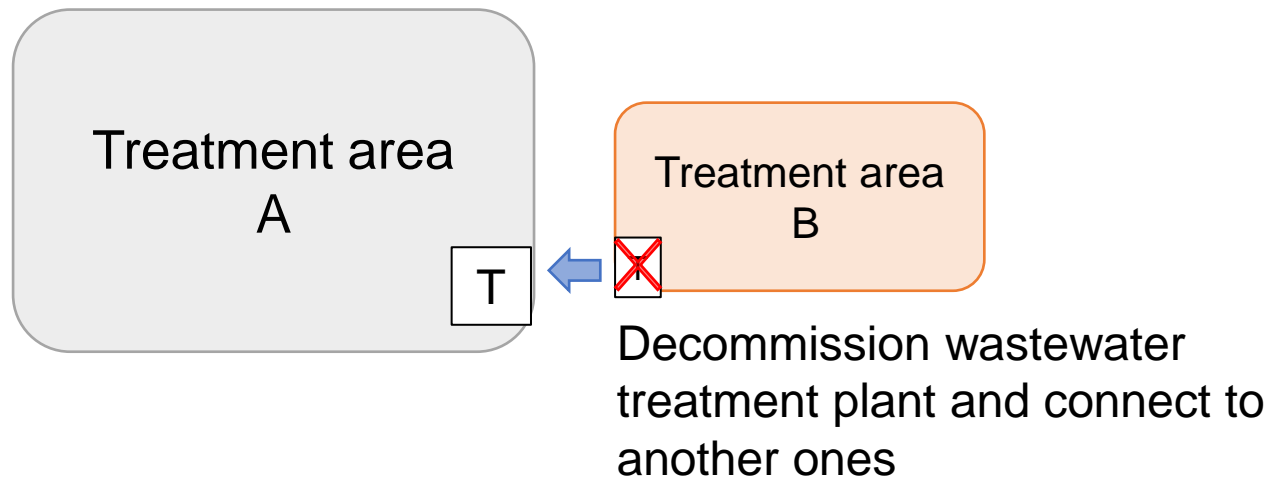 Treatment area
A
Treatment area
B
T
T
Decommission wastewater
treatment plant and connect to
another ones